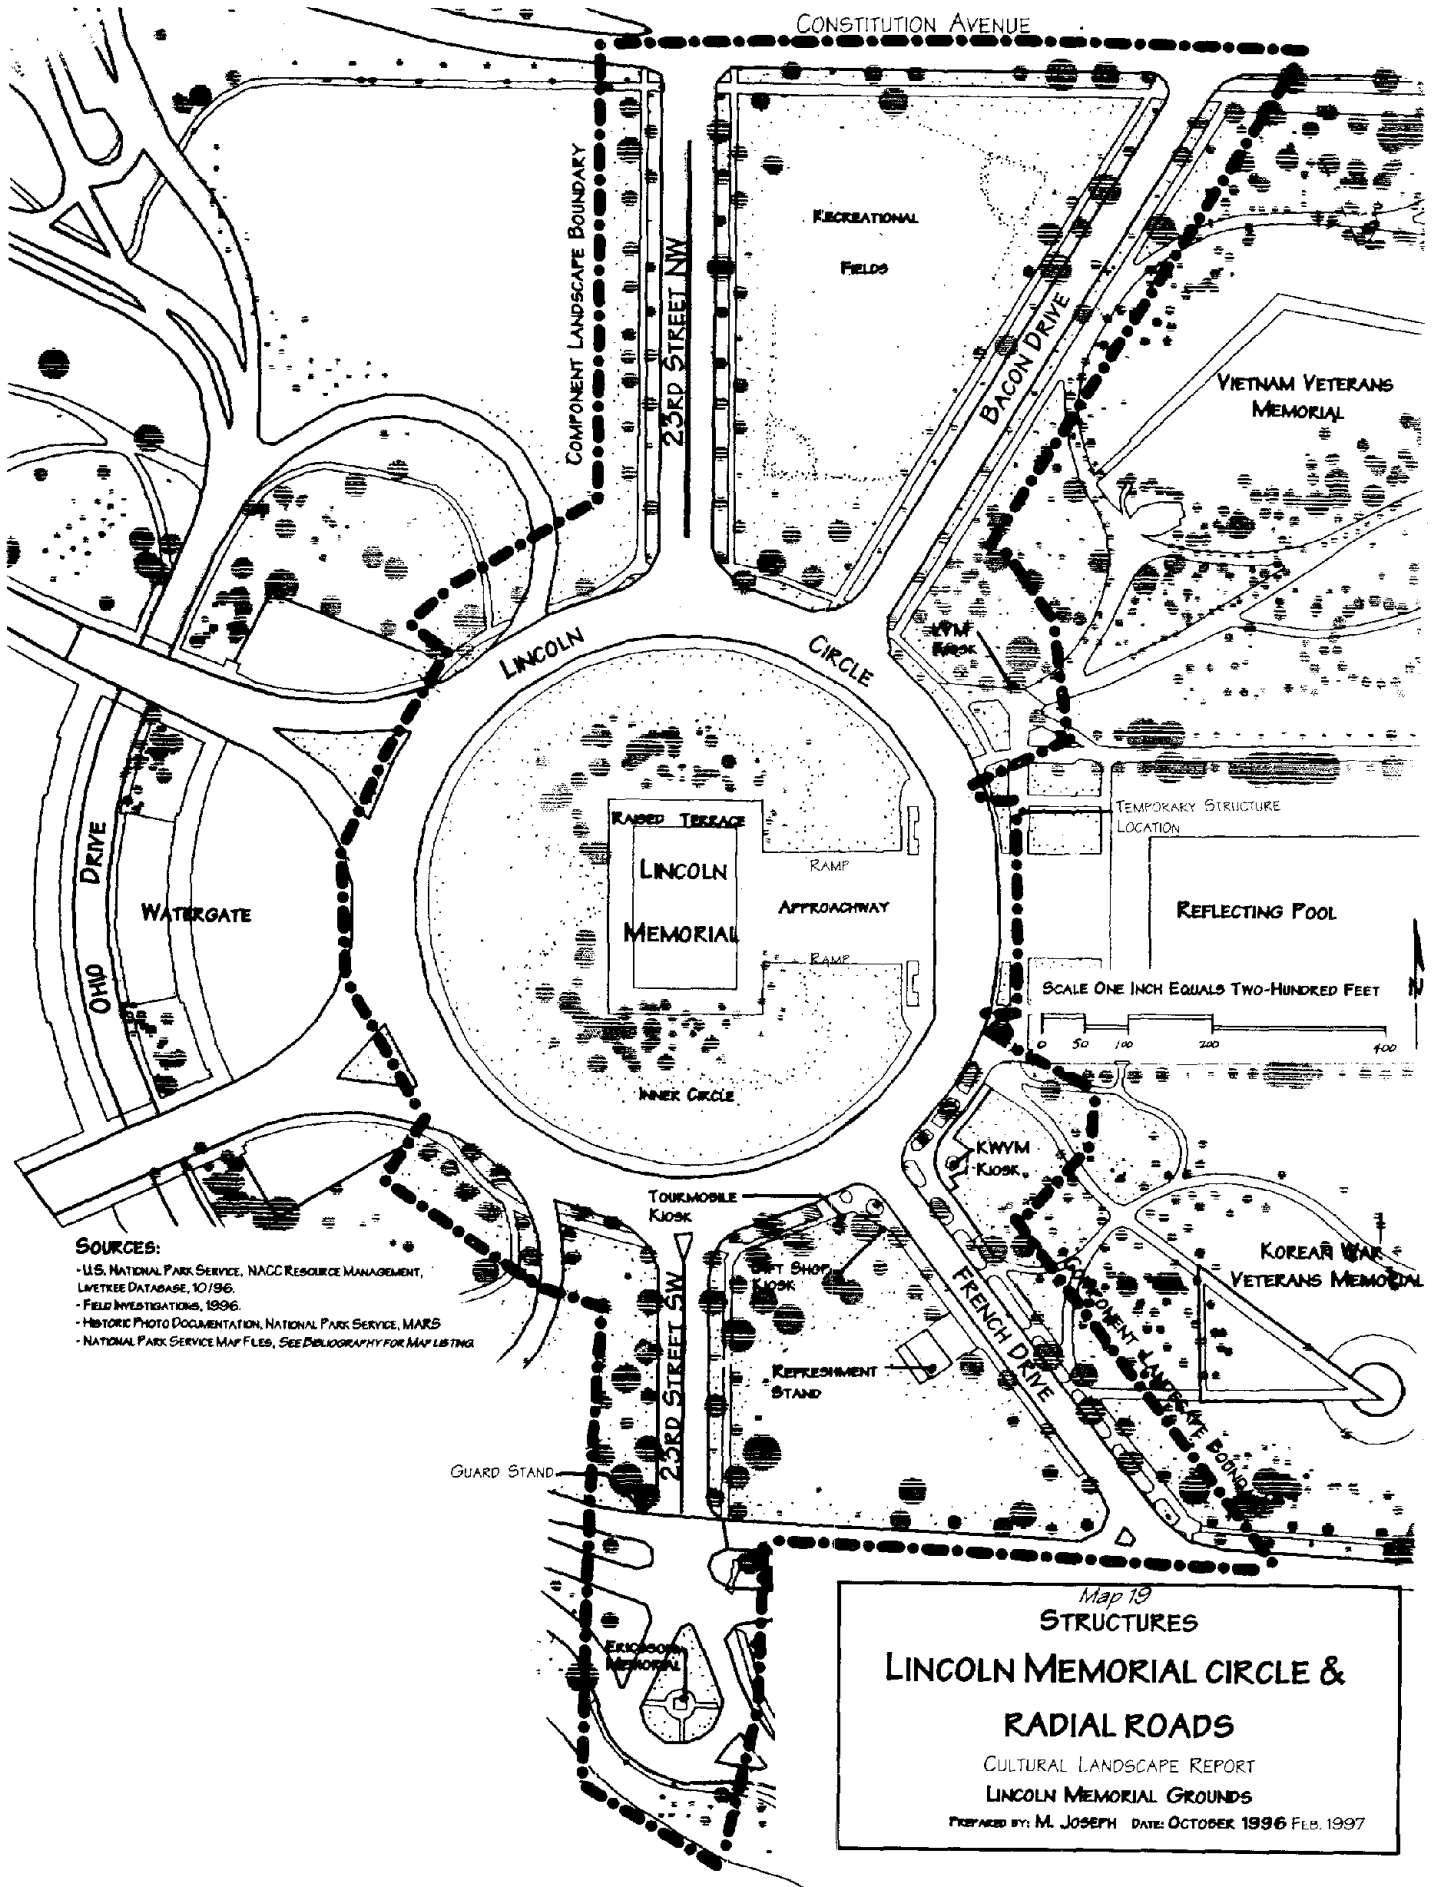 CONSTITUTION AVENUE
COMPONENT LANDSCAPE BOUNDARY
23RD STREET NW
RECREATIONAL
FIELDS
BACON DRIVE
VIETNAM VETERANS
MEMORIAL
LINCOLN
CIRCLE
KIOSK
RAISED TERRACE
LINCOLN
MEMORIAL
RAMP
APPROACHWAY
RAMP
INNER CIRCLE
TEMPORARY STRUCTURE
LOCATION
REFLECTING POOL
OHIO DRIVE
WATERGATE
N
SCALE ONE INCH EQUALS TWO-HUNDRED FEET
0 50 100 200 400
KWVM
KIOSK
TOURMOBILE
KIOSK
GIFT SHOP
KIOSK
FRENCH DRIVE
KOREAN WAR
VETERANS MEMORIAL
COMPONENT LANDSCAPE BOUND
REFRESHMENT
STAND
23RD STREET SW
GUARD STAND
ERICSSON
MEMORIAL
SOURCES:
- U.S. NATIONAL PARK SERVICE, NACC RESOURCE MANAGEMENT,
LIVETREE DATABASE, 10/96.
- FIELD INVESTIGATIONS, 1996.
- HISTORIC PHOTO DOCUMENTATION, NATIONAL PARK SERVICE, MARS
- NATIONAL PARK SERVICE MAP FILES, SEE BIBLIOGRAPHY FOR MAP LISTING
Map 19
STRUCTURES
LINCOLN MEMORIAL CIRCLE &
RADIAL ROADS
CULTURAL LANDSCAPE REPORT
LINCOLN MEMORIAL GROUNDS
PREPARED BY: M. JOSEPH DATE: OCTOBER 1996 FEB. 1997